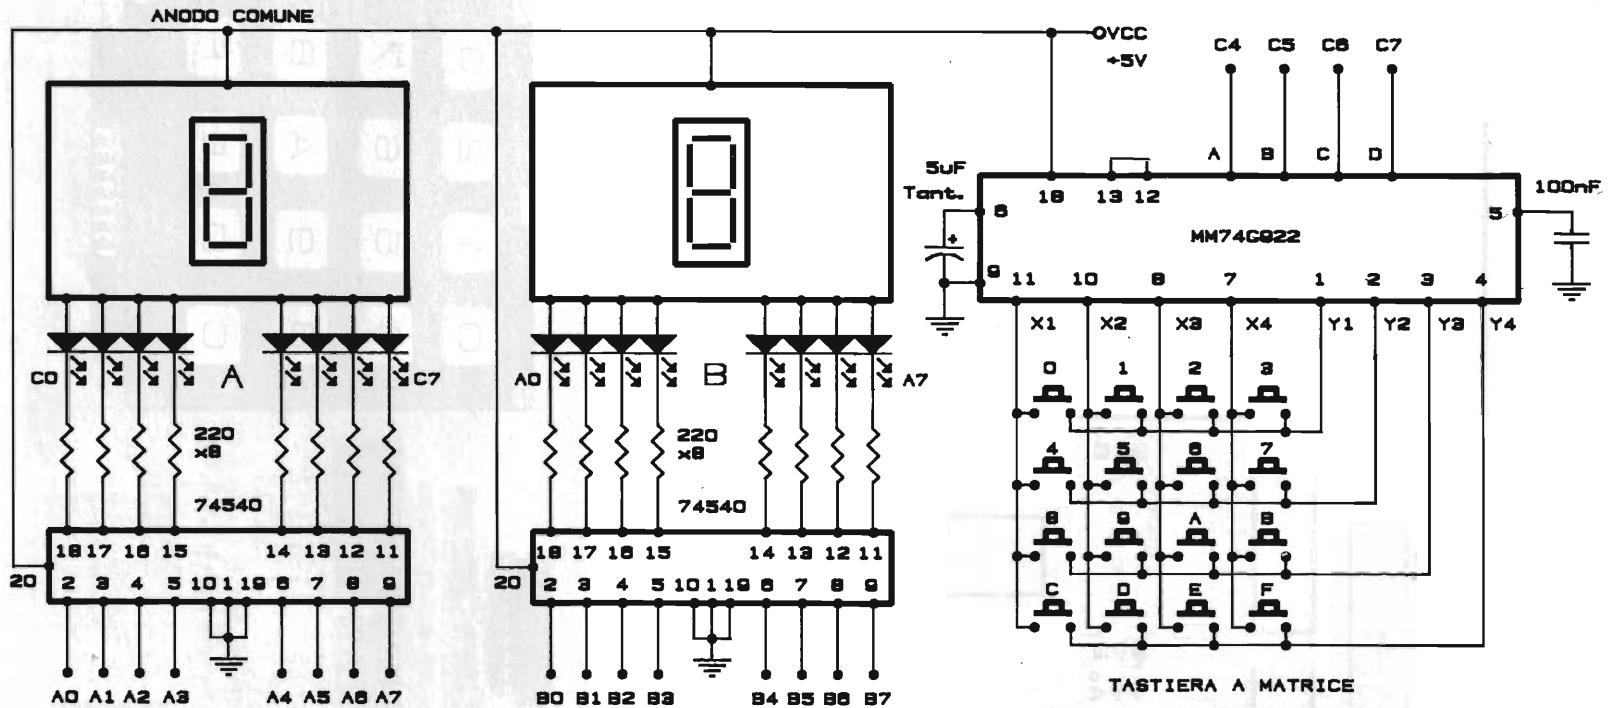 ANODO COMUNE
VCC
+5V
C4 C5 C6 C7
A B C D
5uF
Tant.
100nF
18 13 12
6 5
MM74C922
9
11 10 8 7 1 2 3 4
X1 X2 X3 X4 Y1 Y2 Y3 Y4
0 1 2 3
4 5 6 7
8 9 A B
C D E F
TASTIERA A MATRICE
C0 A C7
220
x8
74540
18 17 16 15 14 13 12 11
20
2 3 4 5 10 1 19 6 7 8 9
A0 A1 A2 A3 A4 A5 A6 A7
A0 B A7
220
x8
74540
18 17 16 15 14 13 12 11
20
2 3 4 5 10 1 19 6 7 8 9
B0 B1 B2 B3 B4 B5 B6 B7